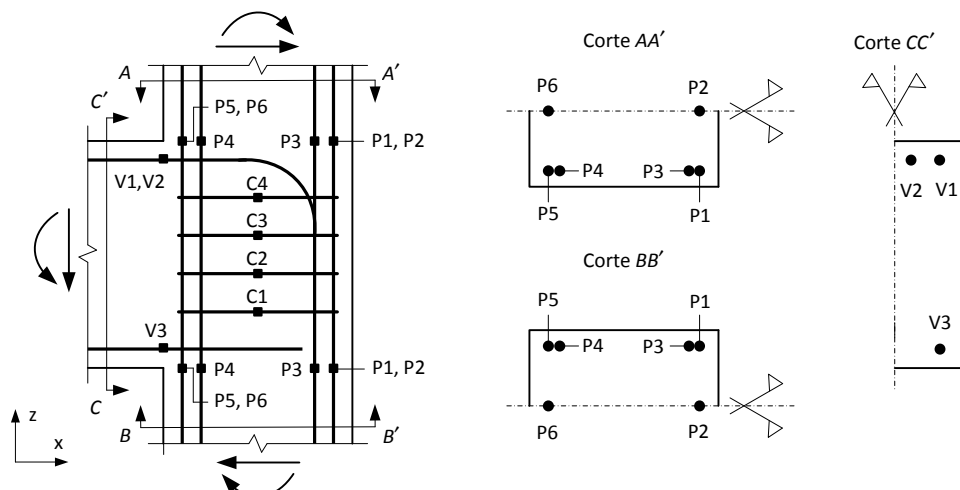 A
A′
C′
P5, P6
P4
P3
P1, P2
V1,V2
C4
C3
C2
C1
V3
P4
P3
P1, P2
P5, P6
C
B
B′
z
x
Corte AA′
P6
P2
P4
P3
P5
P1
Corte BB′
P5
P1
P4
P3
P6
P2
Corte CC′
V2
V1
V3